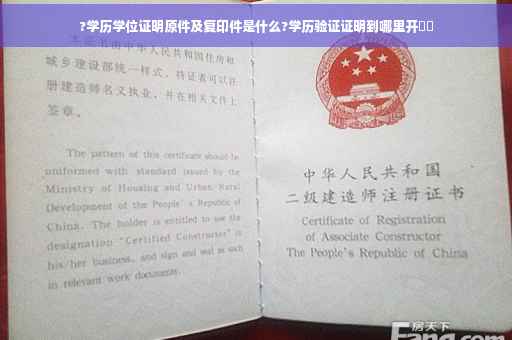 ?学历学位证明原件及复印件是什么?学历验证证明到哪里开
本书由中华人民共和国住房和
城乡建设部统一样式，持证表可以注
册建造师名义执业，并在相关文件上
签章。
The pattern of this certificate should be
uniformed with standard issued by the
Ministry of Housing and Urban Rural
Development of the People's Republic of
China. The holder is entitled to use the
designation "Certified Constructor" in
his/her business, and sign and seal as such
in relevant work documents.
中华人民共和国
二级建造师注册证书
Certificate of Registration
of Associate Constructor
The People's Republic of China
房天下
Fang.com